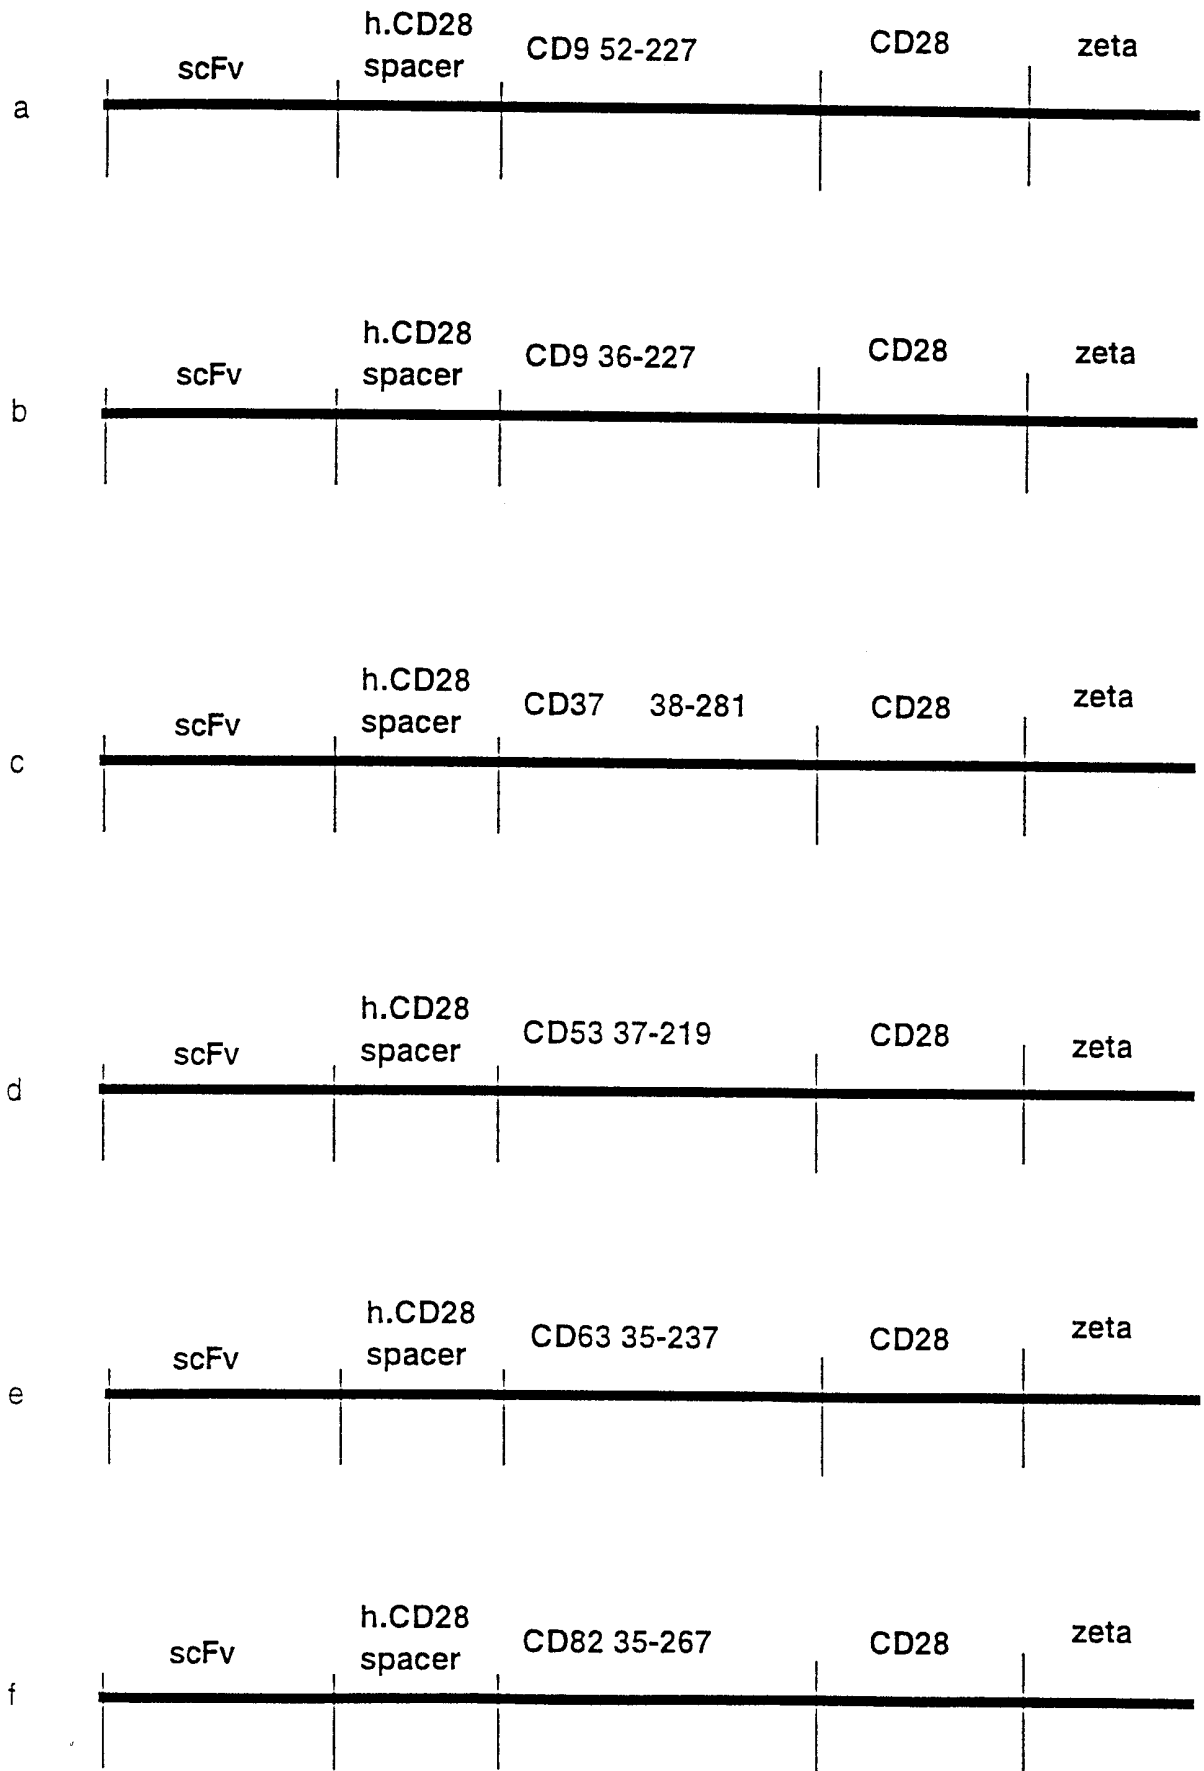 a
scFv
h.CD28
spacer
CD9 52-227
CD28
zeta
b
scFv
h.CD28
spacer
CD9 36-227
CD28
zeta
c
scFv
h.CD28
spacer
CD37 38-281
CD28
zeta
d
scFv
h.CD28
spacer
CD53 37-219
CD28
zeta
e
scFv
h.CD28
spacer
CD63 35-237
CD28
zeta
f
scFv
h.CD28
spacer
CD82 35-267
CD28
zeta